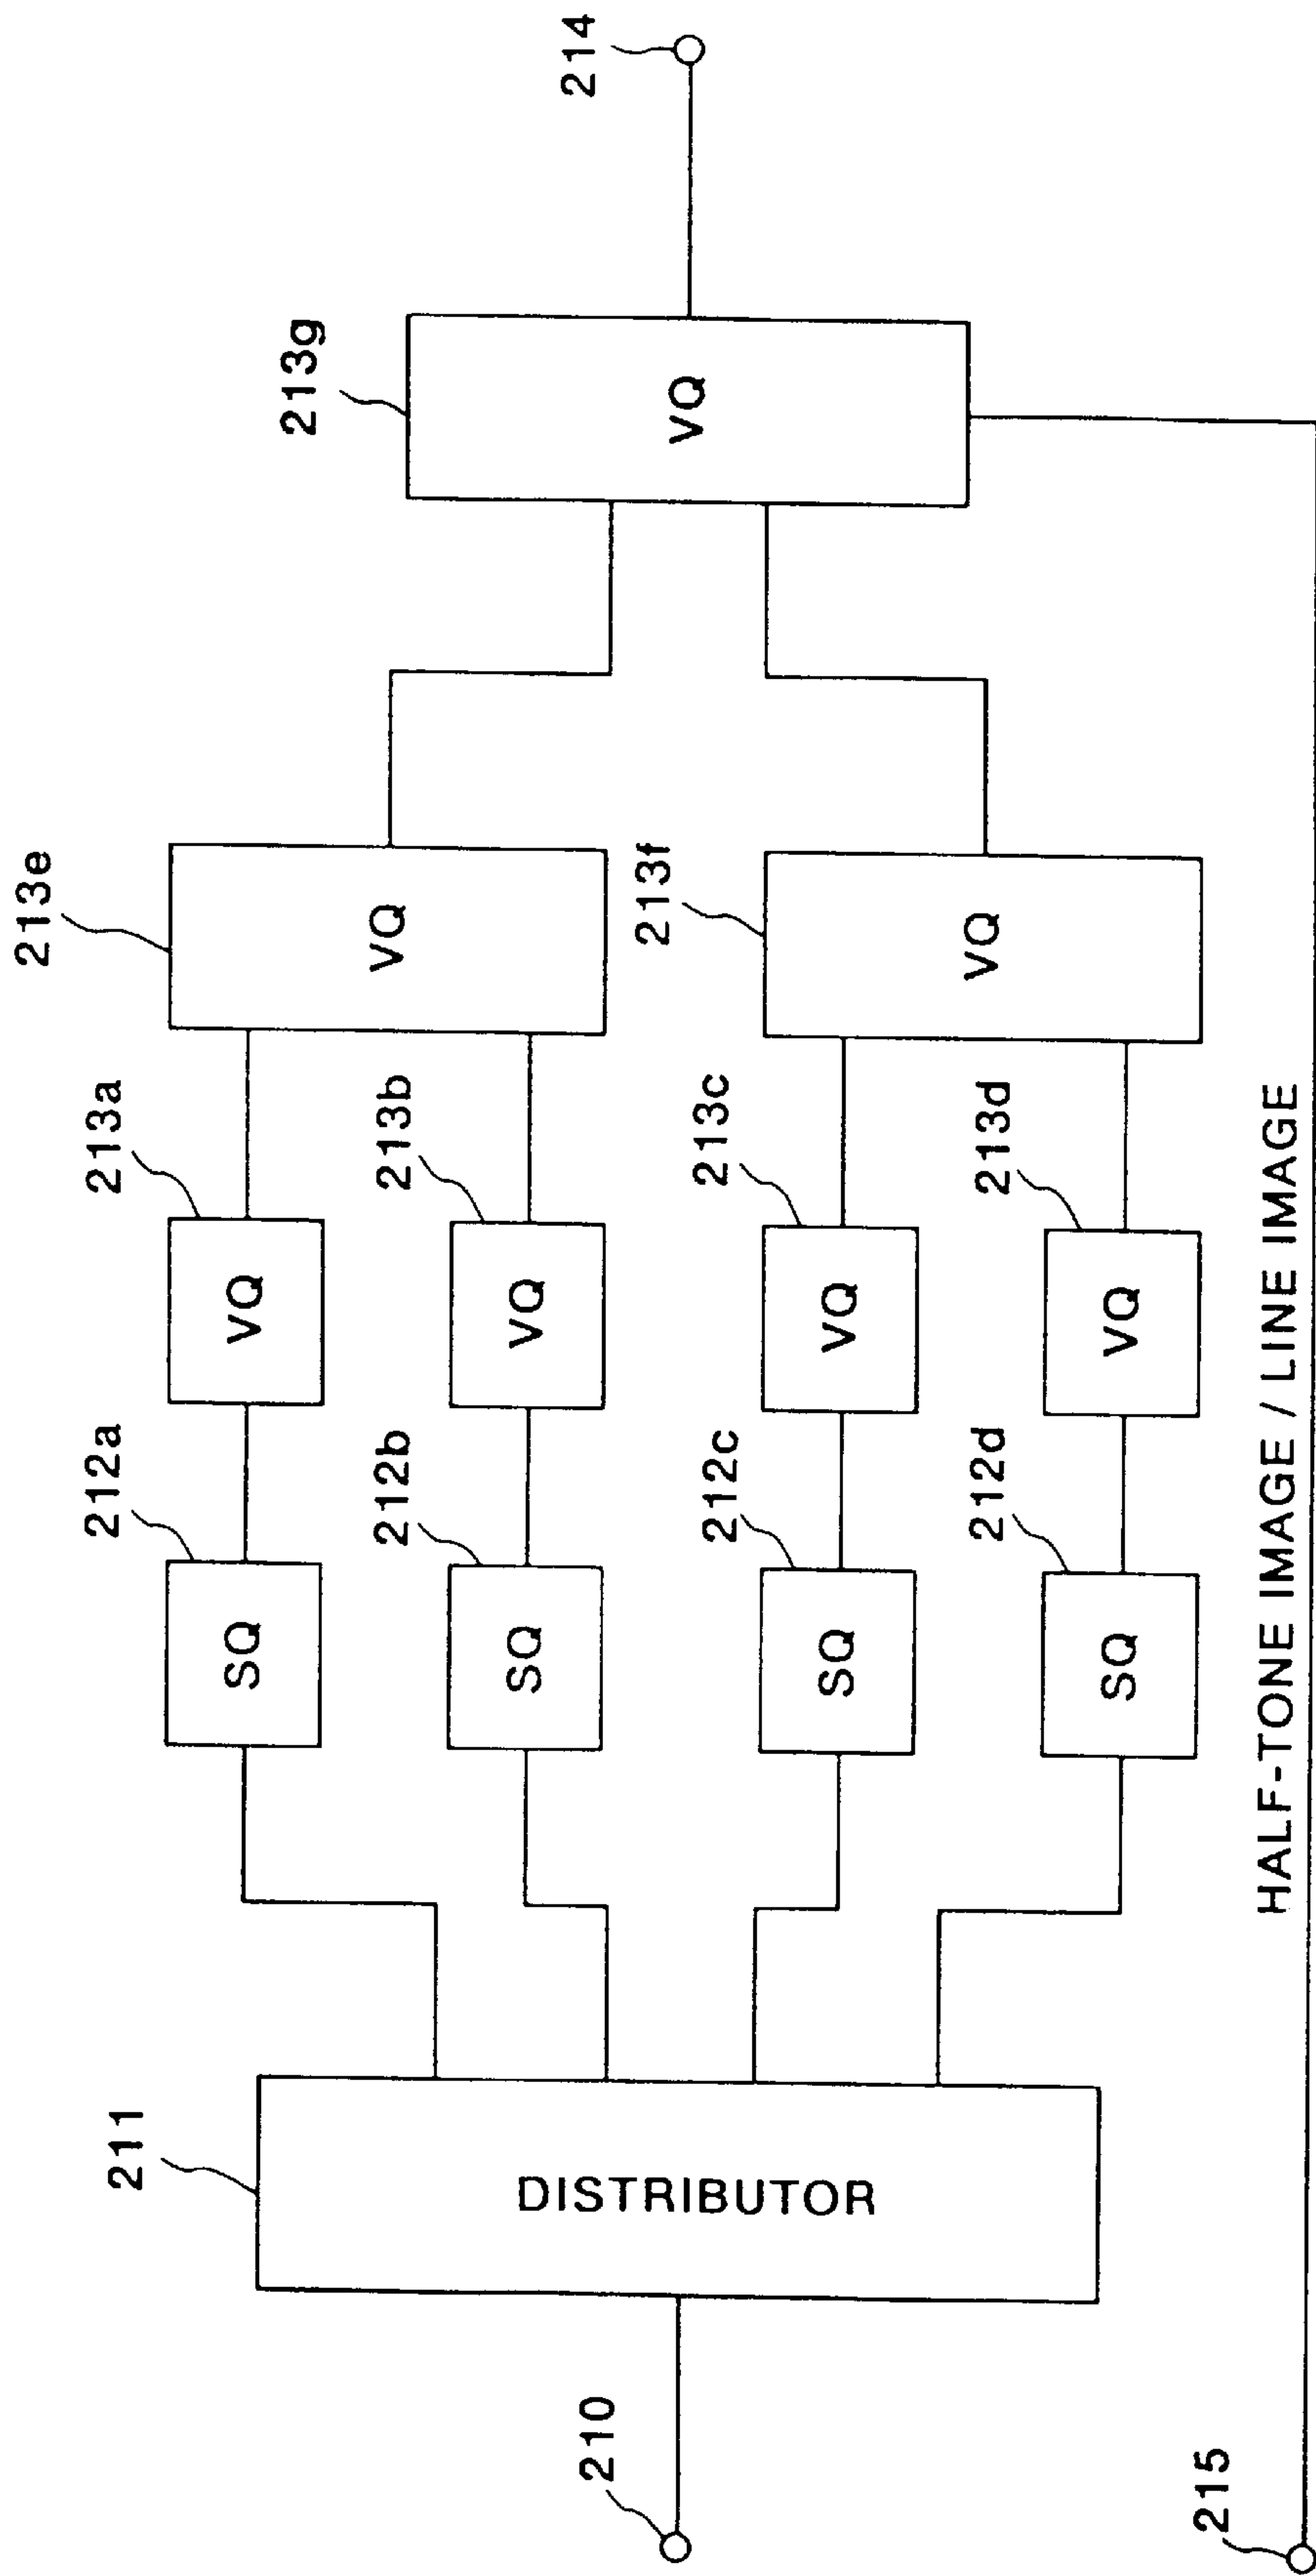 210
211
DISTRIBUTOR
212a
SQ
213a
VQ
212b
SQ
213b
VQ
212c
SQ
213c
VQ
212d
SQ
213d
VQ
213e
VQ
213f
VQ
213g
VQ
214
215
HALF-TONE IMAGE / LINE IMAGE